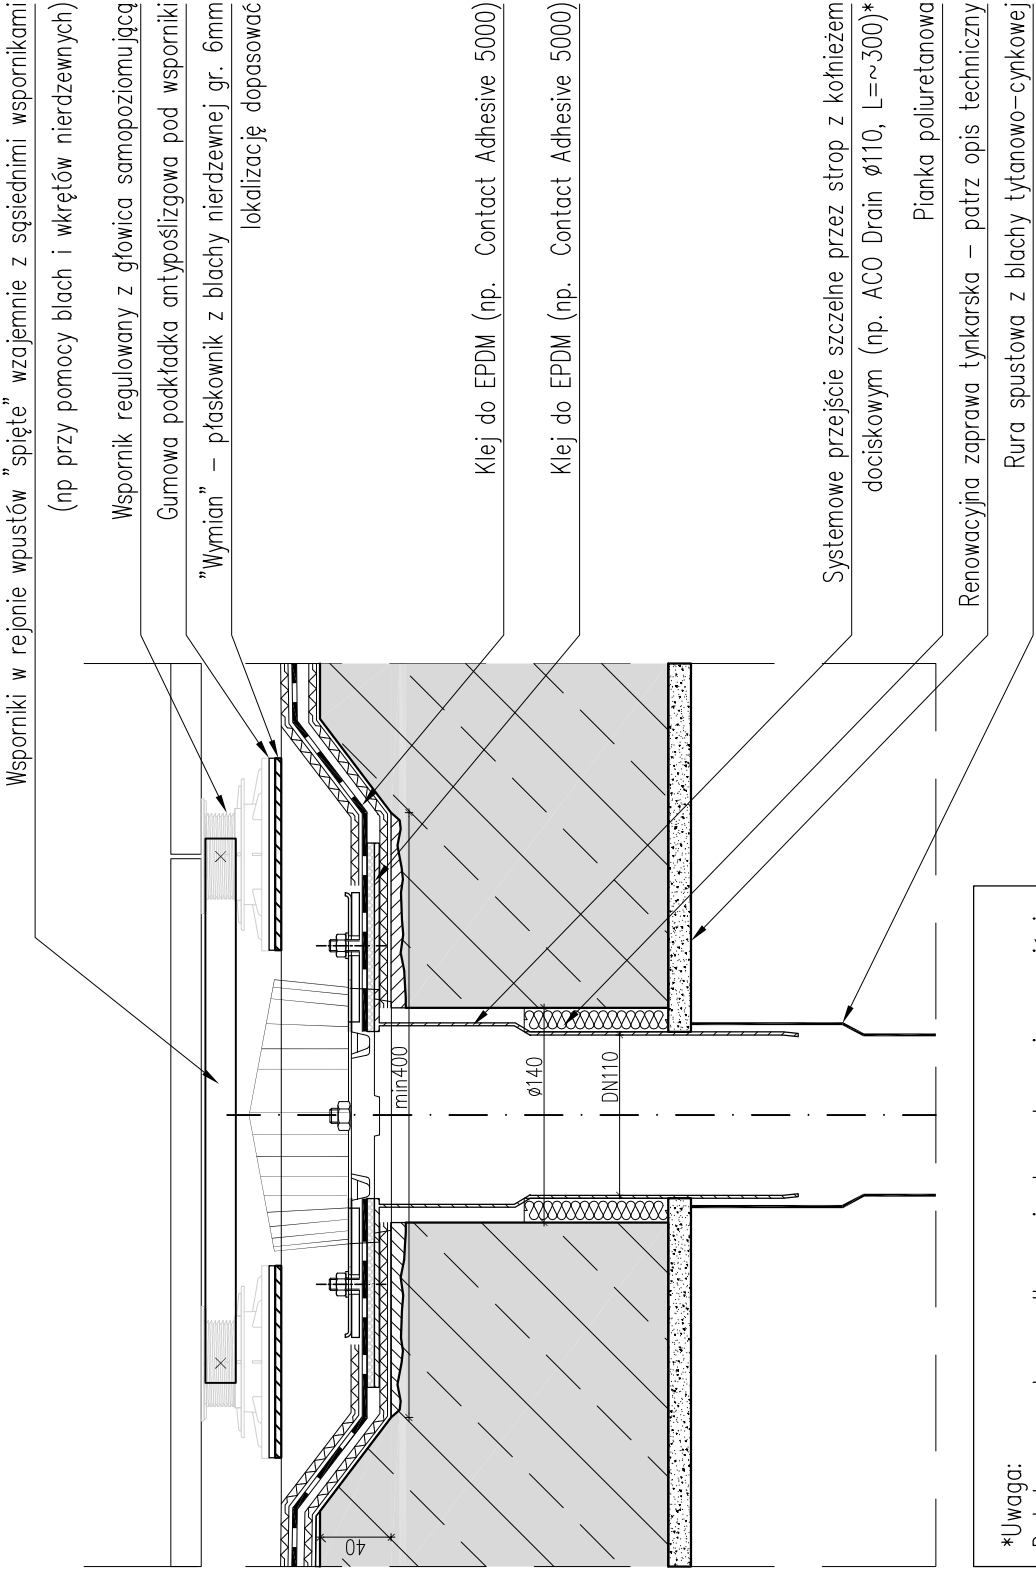 Wsporniki w rejonie wpustów "spięte" wzajemnie z sąsiednimi wspornikami
(np przy pomocy blach i wkrętów nierdzewnych)
Wspornik regulowany z głowica samopoziomującą
Gumowa podkładka antypoślizgowa pod wsporniki
"Wymian" – płaskownik z blachy nierdzewnej gr. 6mm
lokalizację dopasować
Klej do EPDM (np. Contact Adhesive 5000)
Klej do EPDM (np. Contact Adhesive 5000)
Systemowe przejście szczelne przez strop z kołnieżem
dociskowym (np. ACO Drain ø110, L=~300)*
Pianka poliuretanowa
Renowacyjna zaprawa tynkarska – patrz opis techniczny
Rura spustowa z blachy tytanowo-cynkowej
min400
ø140
DN110
40
*Uwaga: